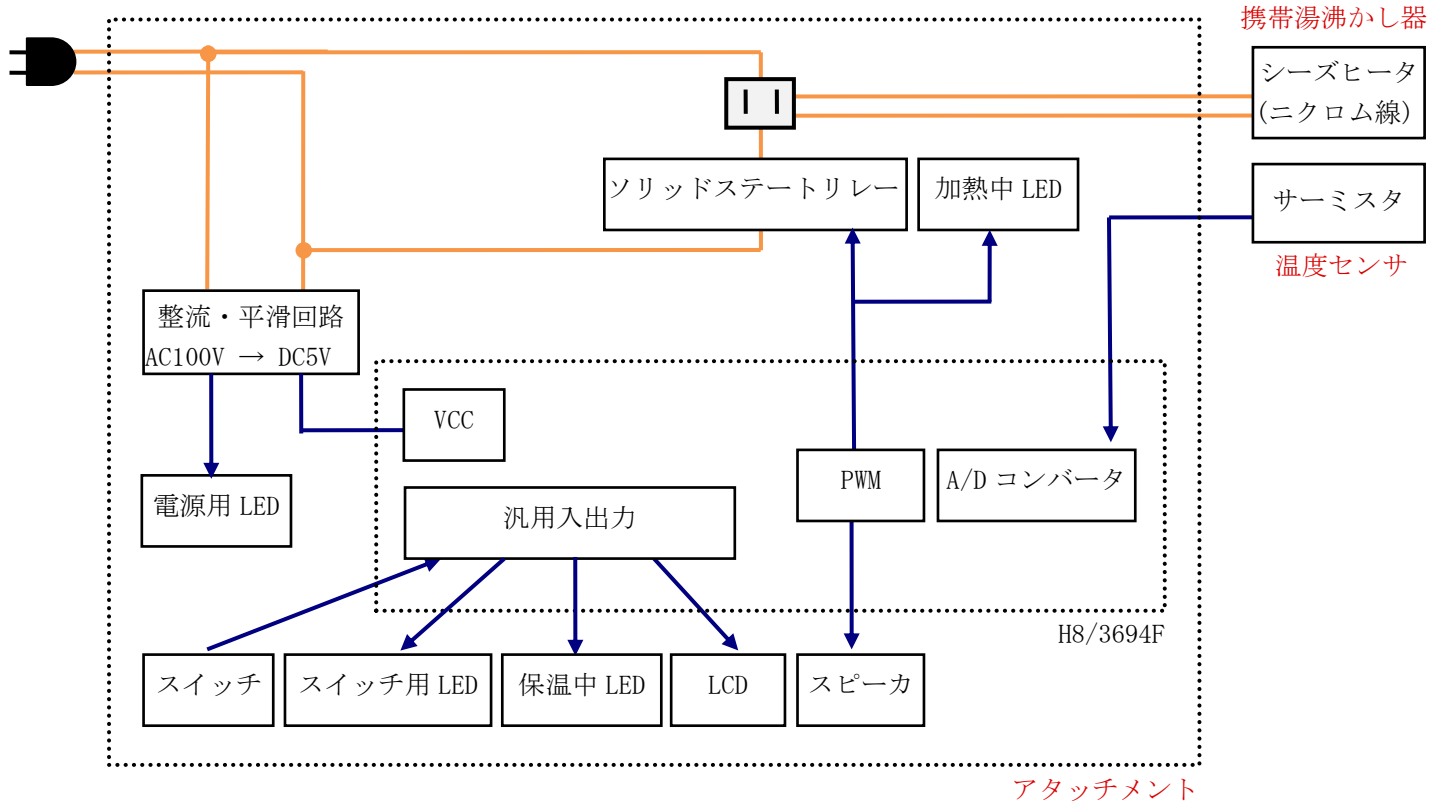 携帯湯沸かし器
シーズヒータ
(ニクロム線)
ソリッドステートリレー
加熱中 LED
サーミスタ
温度センサ
整流・平滑回路
AC100V → DC5V
VCC
PWM
A/D コンバータ
電源用 LED
汎用入出力
H8/3694F
スイッチ
スイッチ用 LED
保温中 LED
LCD
スピーカ
アタッチメント